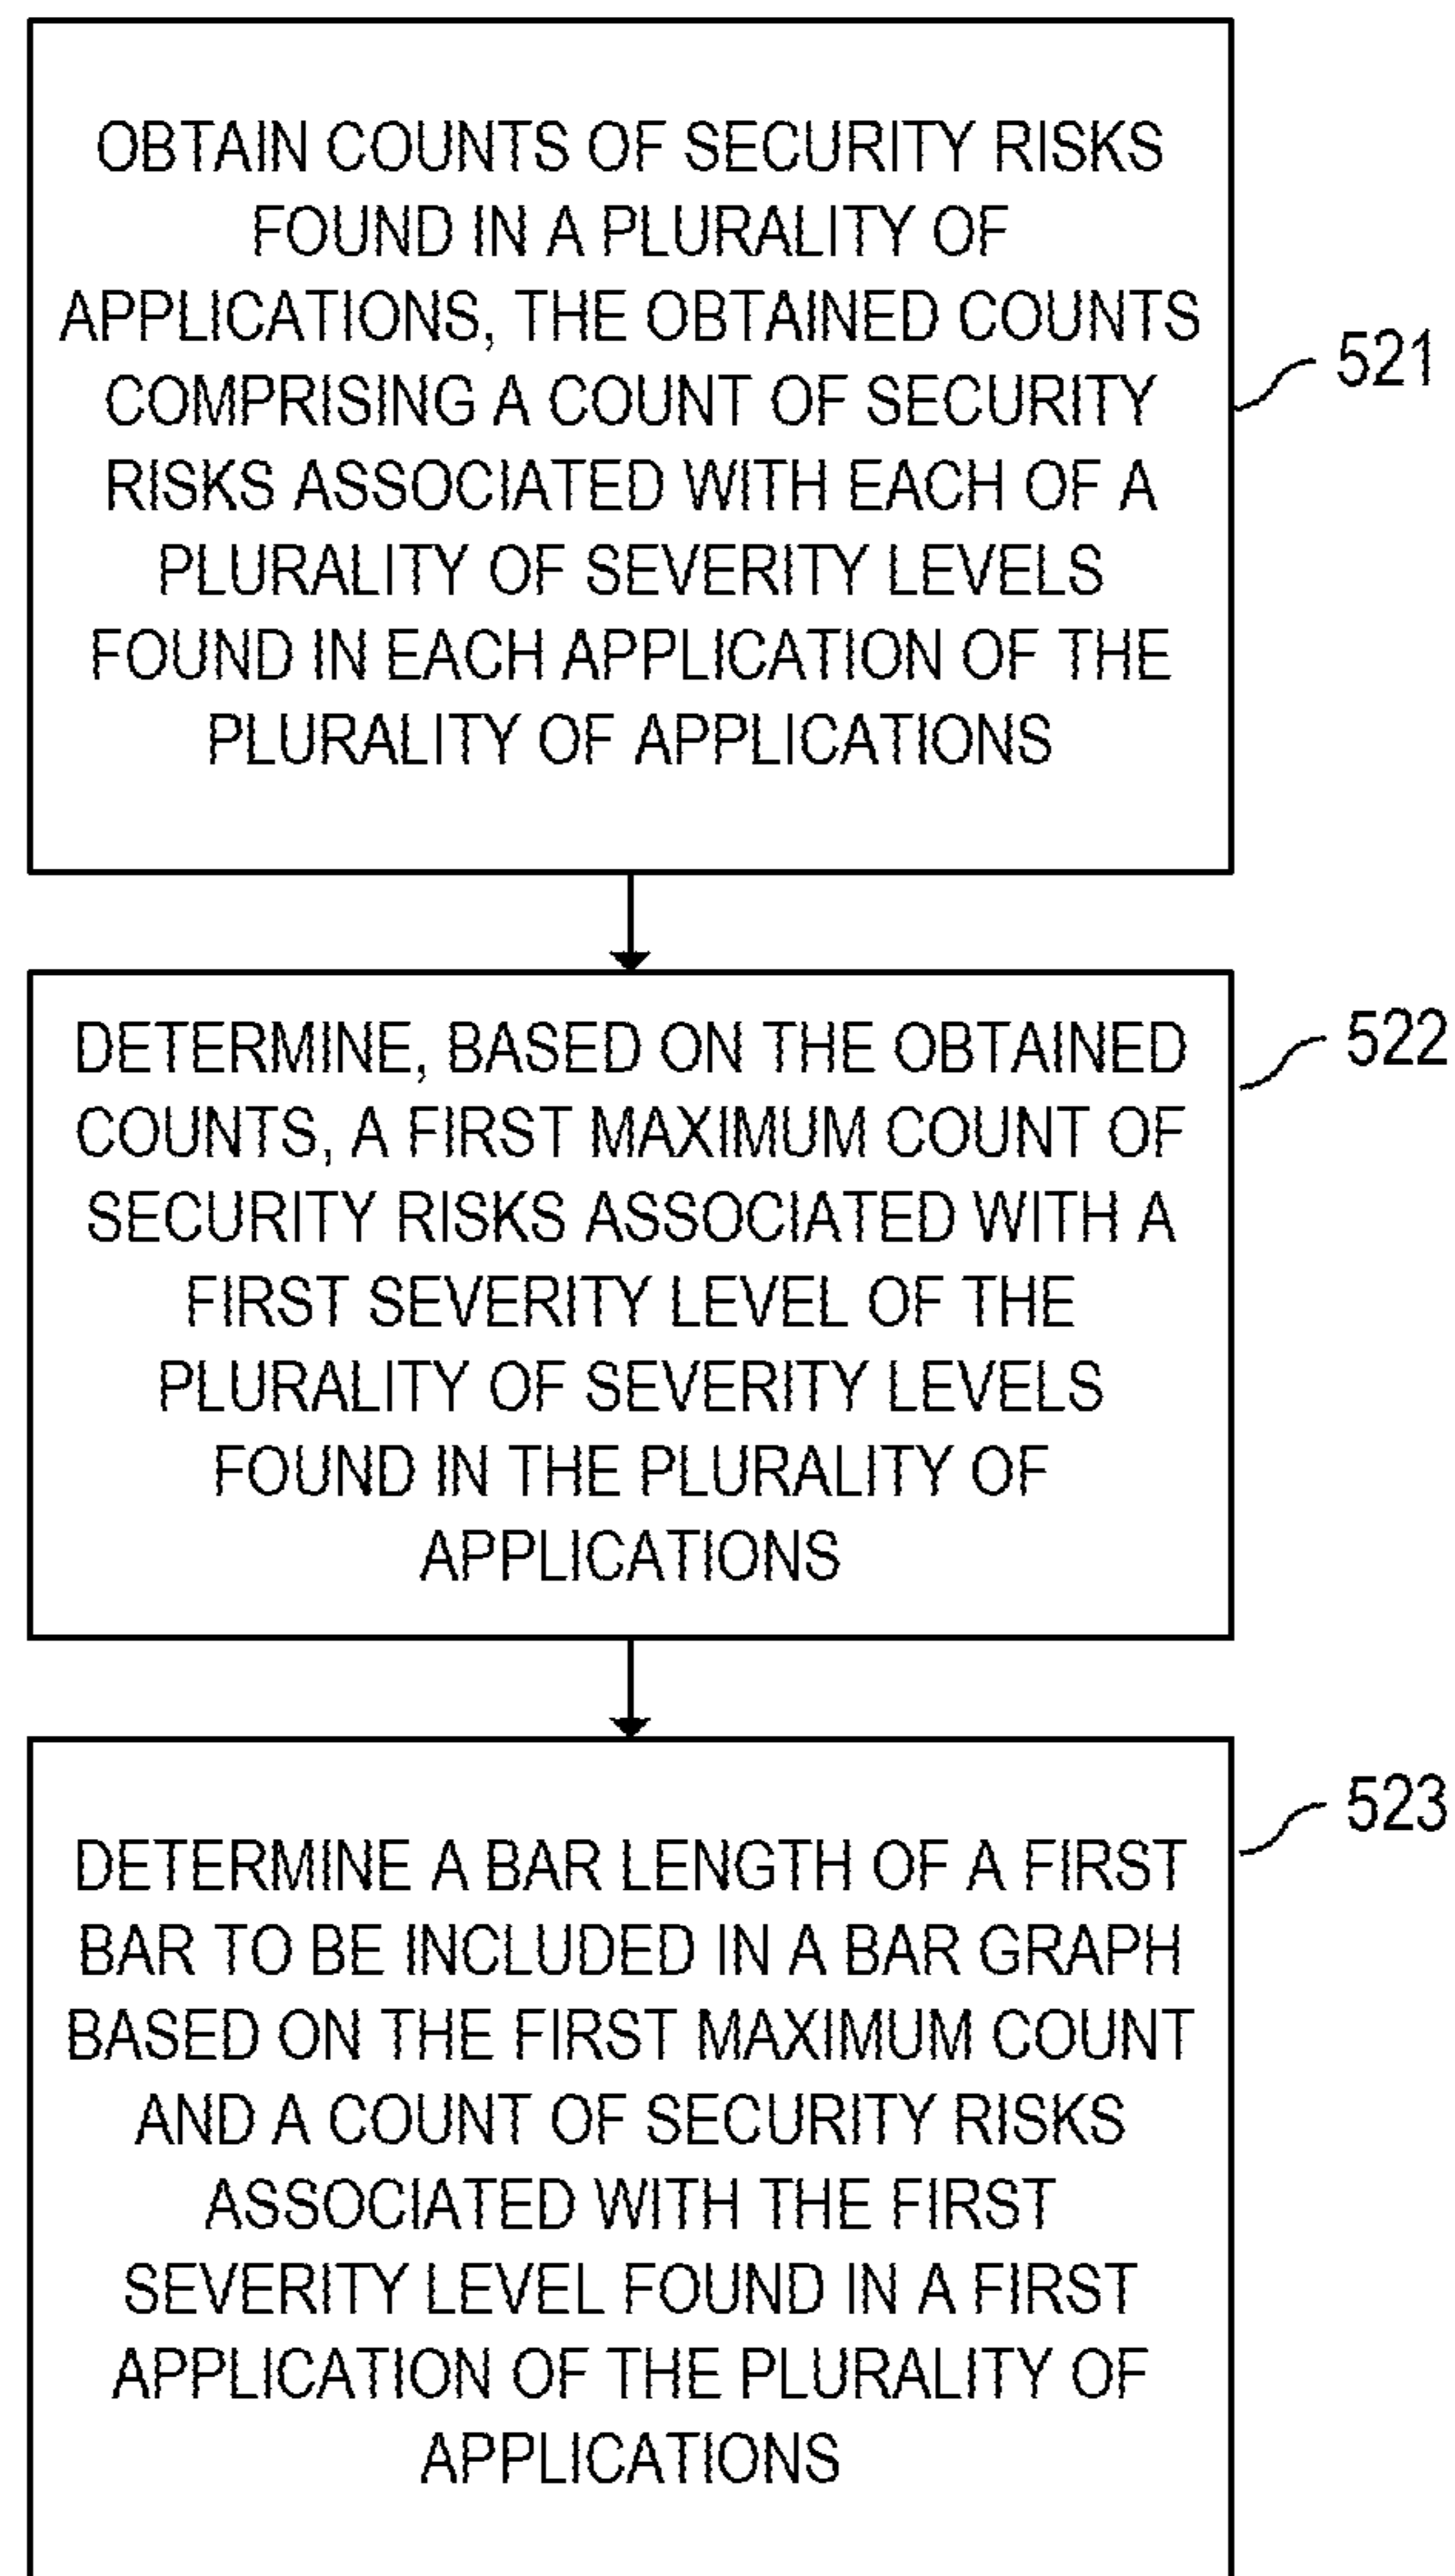 OBTAIN COUNTS OF SECURITY RISKS
FOUND IN A PLURALITY OF
APPLICATIONS, THE OBTAINED COUNTS
COMPRISING A COUNT OF SECURITY
RISKS ASSOCIATED WITH EACH OF A
PLURALITY OF SEVERITY LEVELS
FOUND IN EACH APPLICATION OF THE
PLURALITY OF APPLICATIONS
521
DETERMINE, BASED ON THE OBTAINED
COUNTS, A FIRST MAXIMUM COUNT OF
SECURITY RISKS ASSOCIATED WITH A
FIRST SEVERITY LEVEL OF THE
PLURALITY OF SEVERITY LEVELS
FOUND IN THE PLURALITY OF
APPLICATIONS
522
DETERMINE A BAR LENGTH OF A FIRST
BAR TO BE INCLUDED IN A BAR GRAPH
BASED ON THE FIRST MAXIMUM COUNT
AND A COUNT OF SECURITY RISKS
ASSOCIATED WITH THE FIRST
SEVERITY LEVEL FOUND IN A FIRST
APPLICATION OF THE PLURALITY OF
APPLICATIONS
523